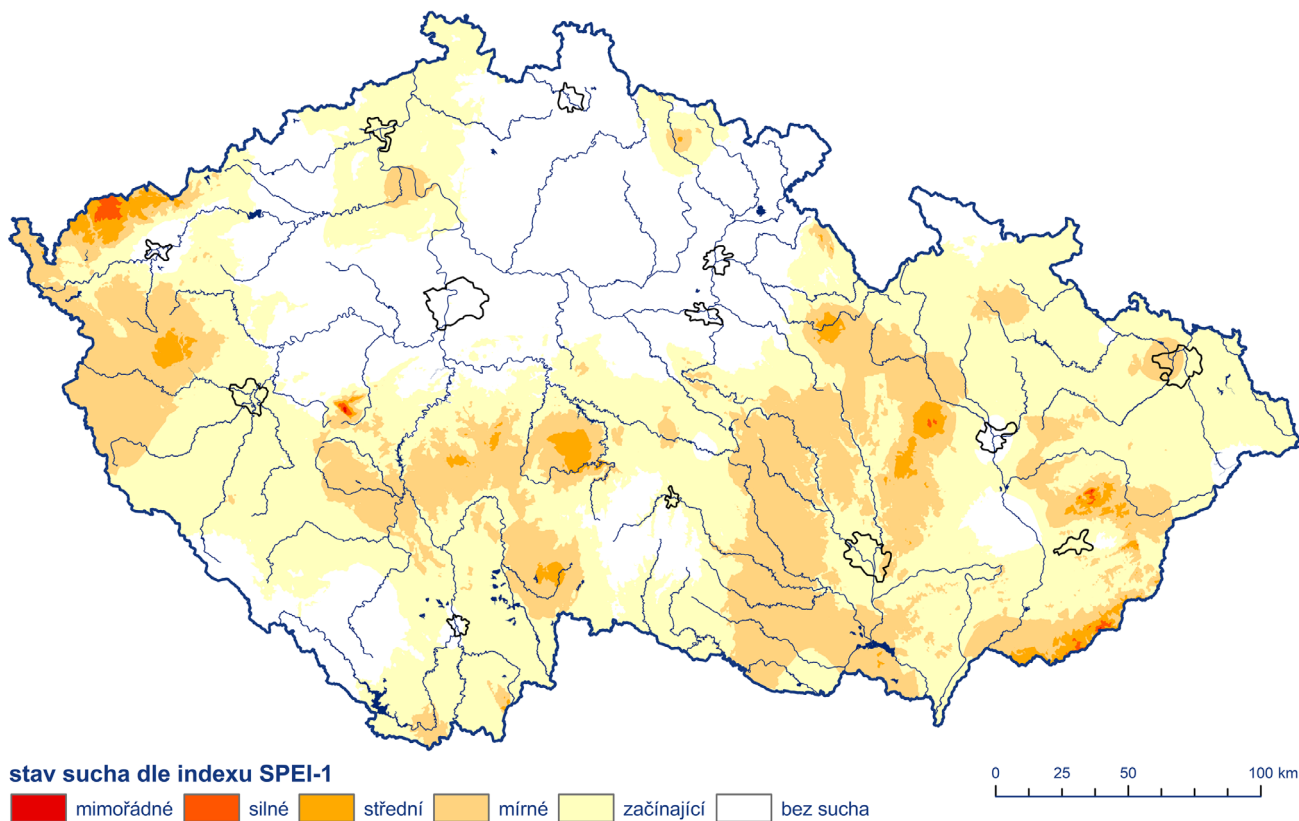 stav sucha dle indexu SPEI-1
0 25 50 100 km
mimořádné silné střední mírné začínající bez sucha